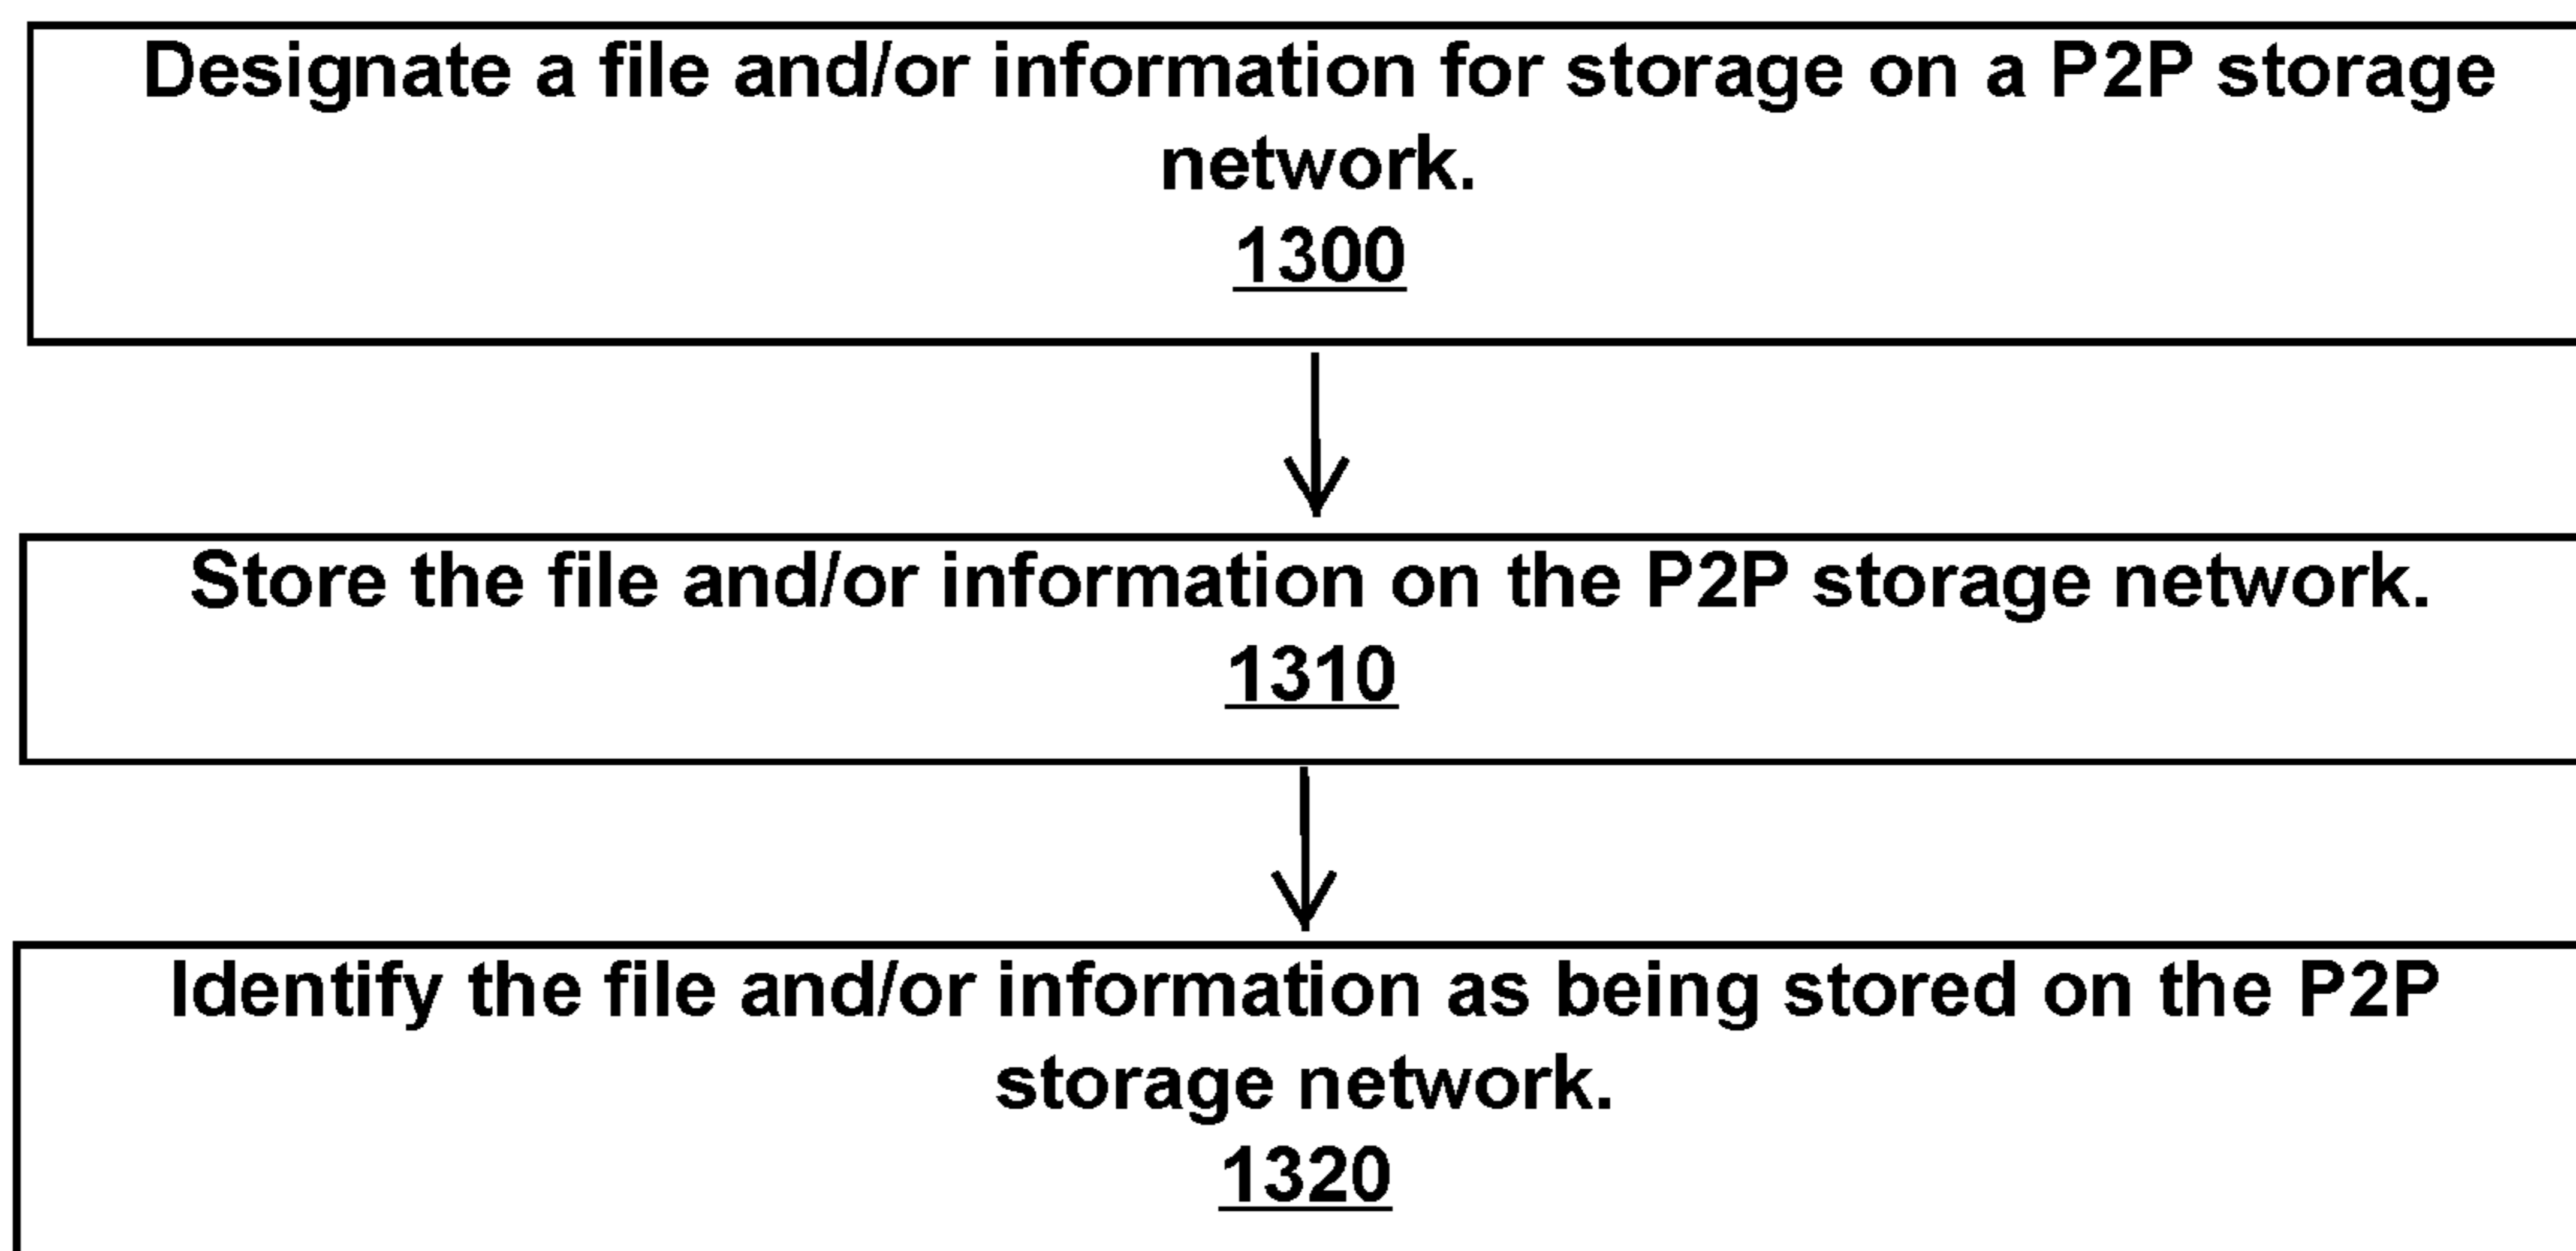 Designate a file and/or information for storage on a P2P storage
network.
1300
Store the file and/or information on the P2P storage network.
1310
Identify the file and/or information as being stored on the P2P
storage network.
1320